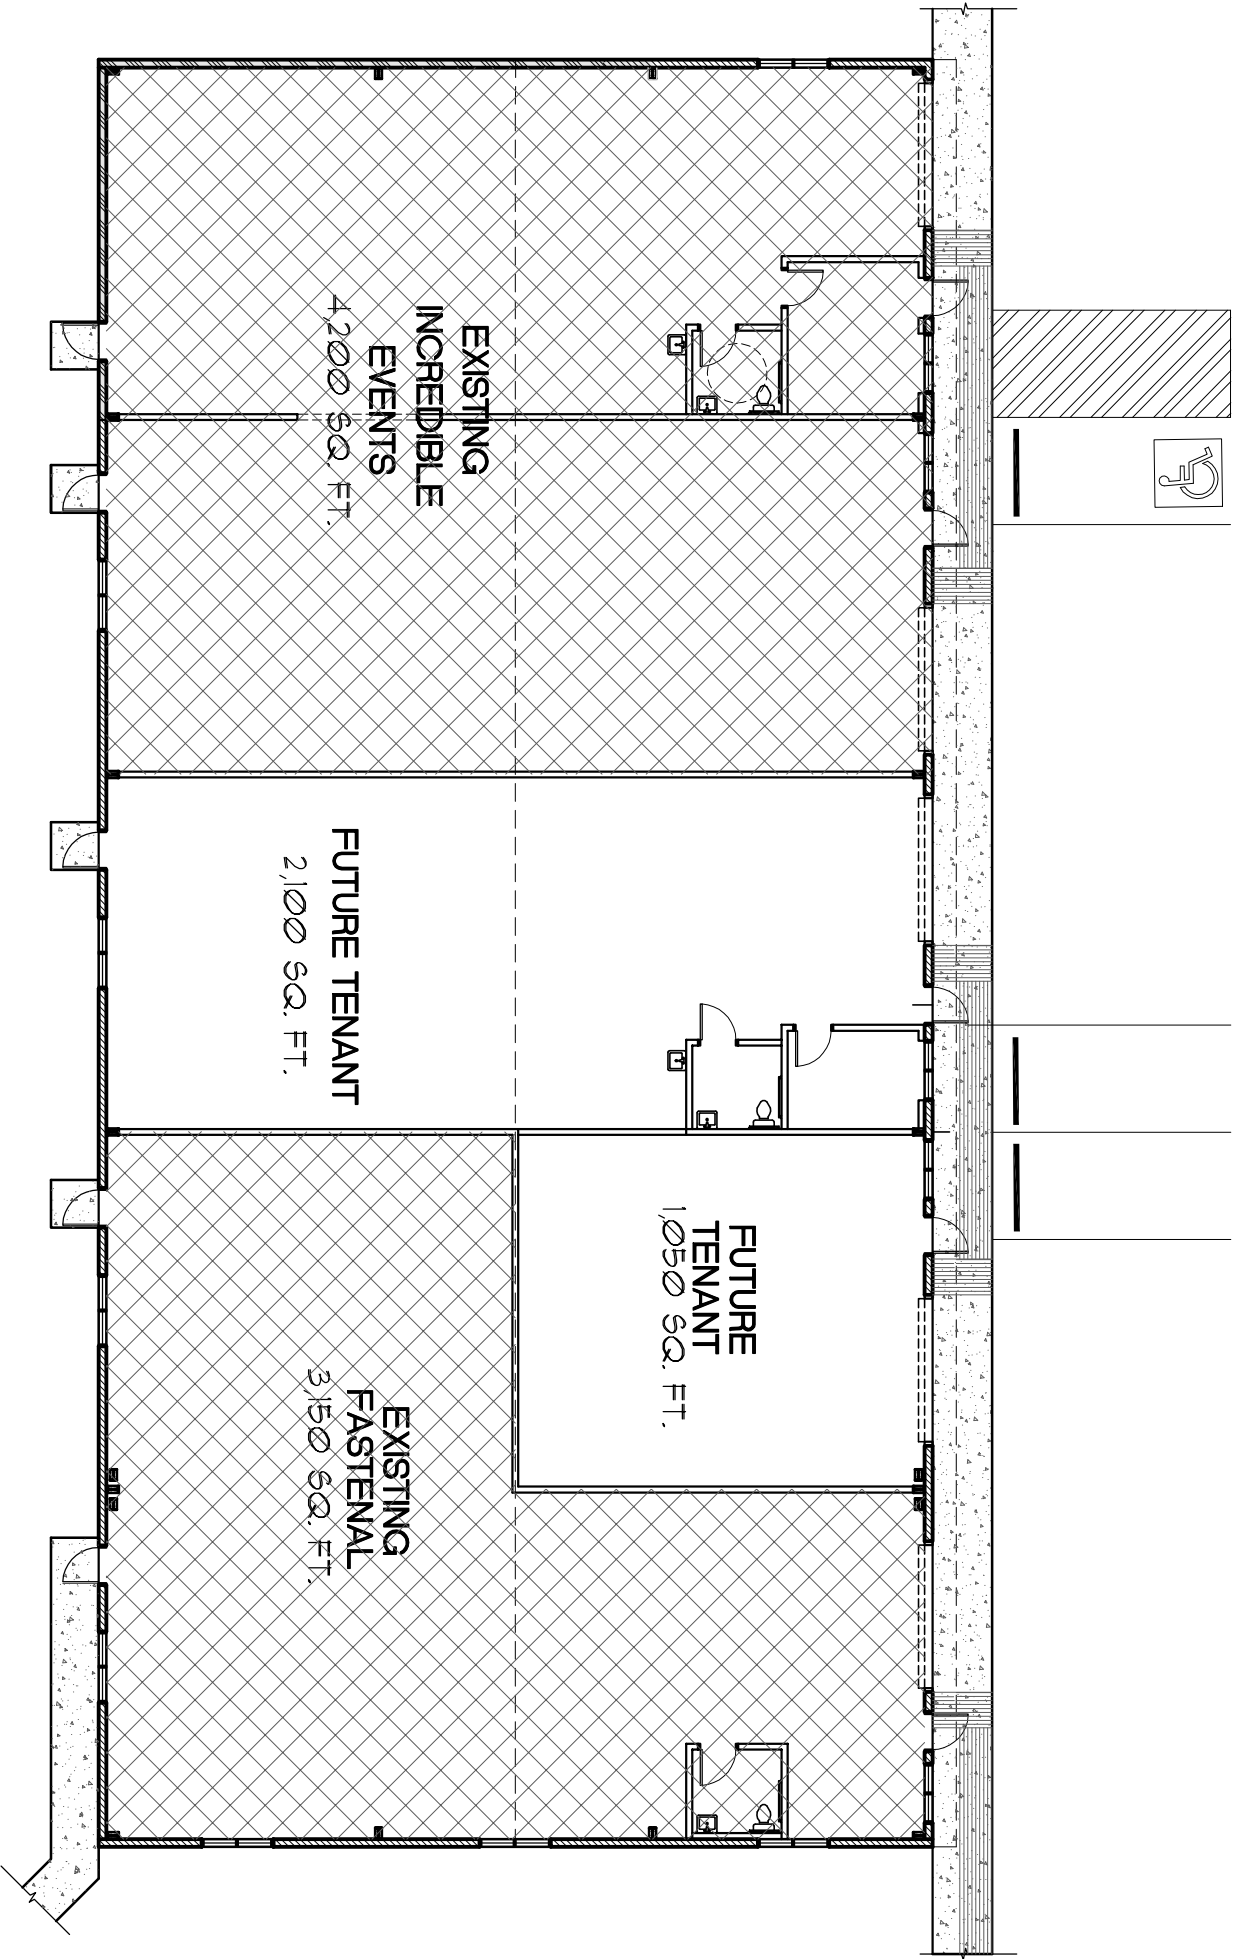 EXISTING
INCREDIBLE
EVENTS
4,200 SQ. FT.
FUTURE TENANT
2,100 SQ. FT.
FUTURE
TENANT
1,050 SQ. FT.
EXISTING
FASTENAL
3,150 SQ. FT.